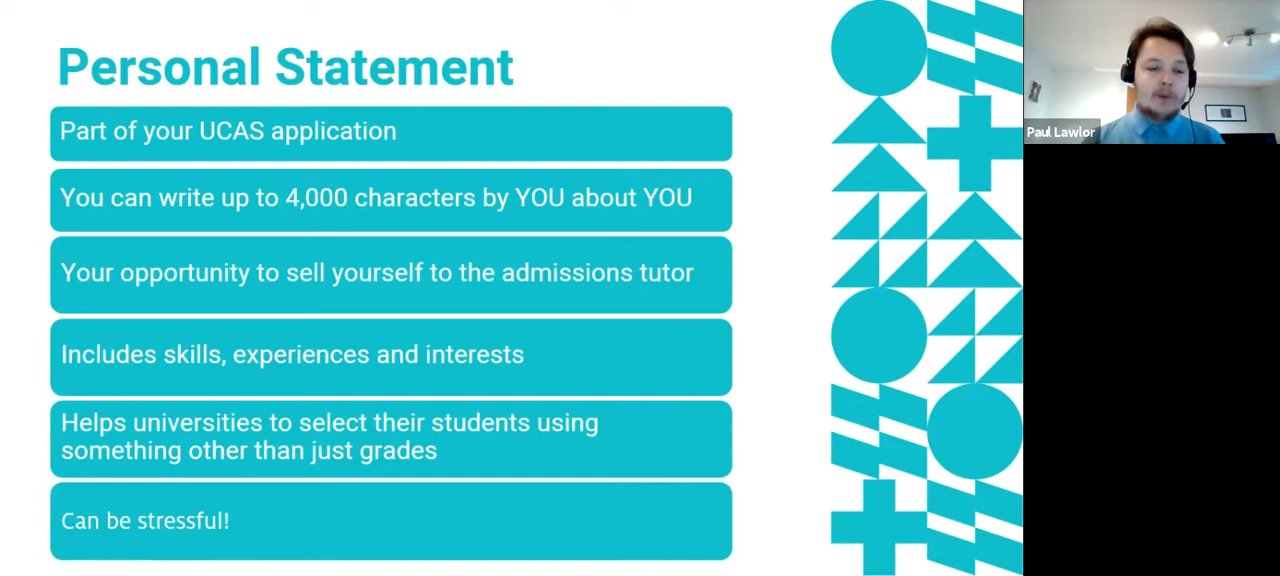 Personal Statement
Part of your UCAS application
You can write up to 4,000 characters by YOU about YOU
Your opportunity to sell yourself to the admissions tutor
Includes skills, experiences and interests
Helps universities to select their students using
something other than just grades
Can be stressful!
Paul Lawlor